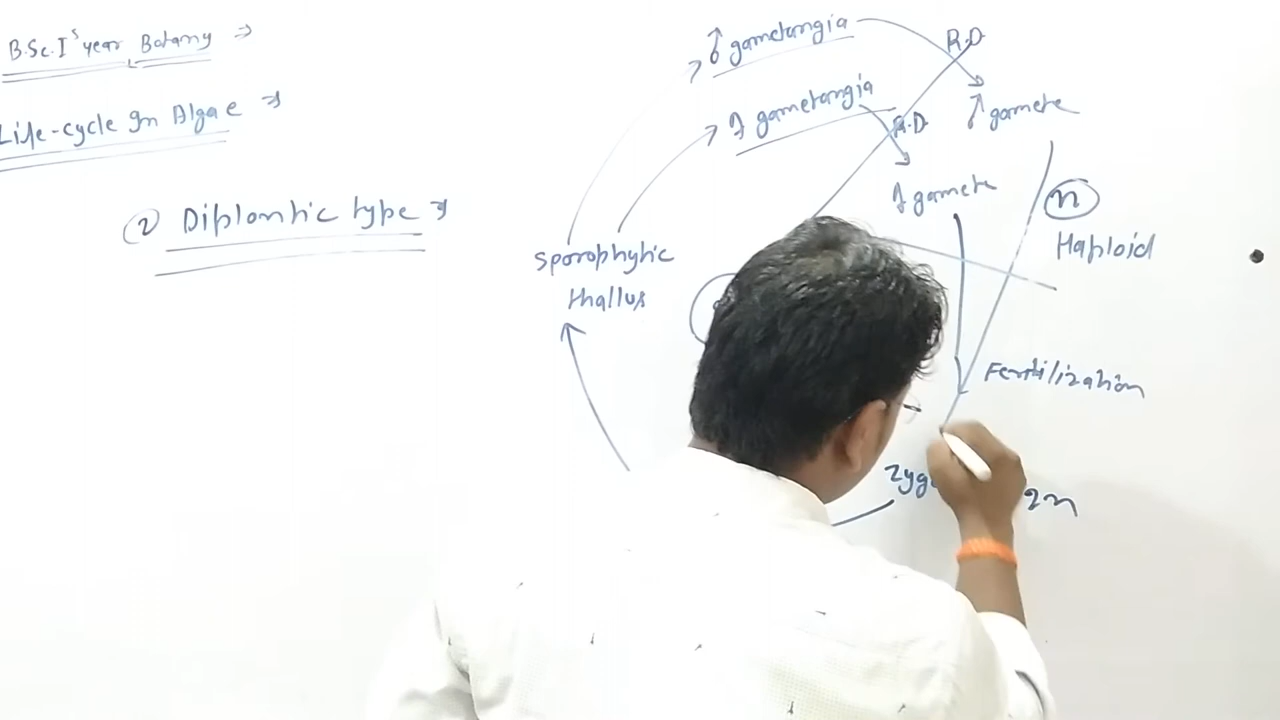 B.Sc. Iˢ year Botany ⇒
Life-cycle In Algae ⇒
② Diplontic type ⇒
♂ gametangia
♀ gametangia
R.D.
R.D.
♂ gamete
♀ gamete
n
Haploid
sporophytic
thallus
Fertilization
2n